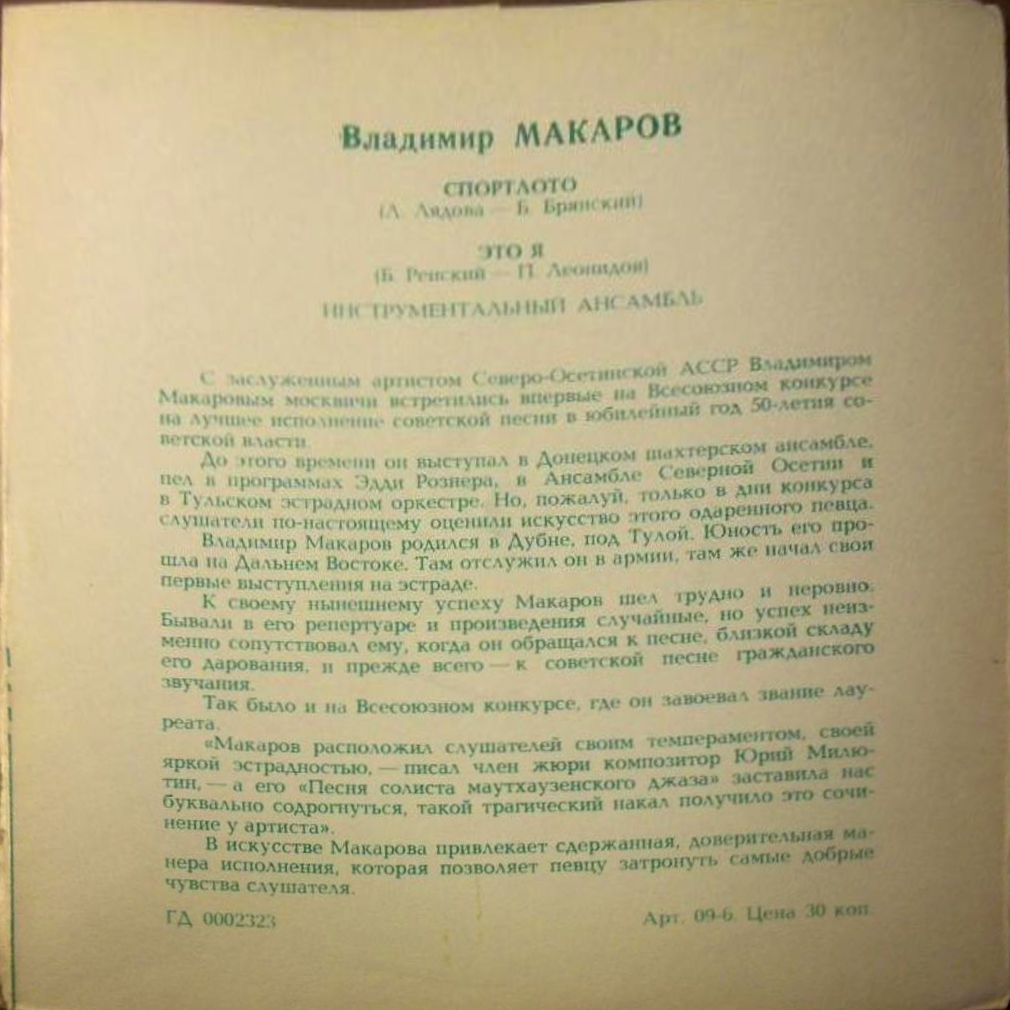 Владимир МАКАРОВ
СПОРТЛОТО
(Л. Лядова — Б. Брянский)
ЭТО Я
(Б. Ренский — П. Леонидов)
ИНСТРУМЕНТАЛЬНЫЙ АНСАМБЛЬ
С заслуженным артистом Северо-Осетинской АССР Владимиром
Макаровым москвичи встретились впервые на Всесоюзном конкурсе
на лучшее исполнение советской песни в юбилейный год 50-летия со-
ветской власти.
До этого времени он выступал в Донецком шахтерском ансамбле,
пел в программах Эдди Рознера, в Ансамбле Северной Осетии и
в Тульском эстрадном оркестре. Но, пожалуй, только в дни конкурса
слушатели по-настоящему оценили искусство этого одаренного певца.
Владимир Макаров родился в Дубне, под Тулой. Юность его про-
шла на Дальнем Востоке. Там отслужил он в армии, там же начал свои
первые выступления на эстраде.
К своему нынешнему успеху Макаров шел трудно и неровно.
Бывали в его репертуаре и произведения случайные, но успех неиз-
менно сопутствовал ему, когда он обращался к песне, близкой складу
его дарования, и прежде всего — к советской песне гражданского
звучания.
Так было и на Всесоюзном конкурсе, где он завоевал звание лау-
реата.
«Макаров расположил слушателей своим темпераментом, своей
яркой эстрадностью, — писал член жюри композитор Юрий Милю-
тин, — а его «Песня солиста маутхаузенского джаза» заставила нас
буквально содрогнуться, такой трагический накал получило это сочи-
нение у артиста».
В искусстве Макарова привлекает сдержанная, доверительная ма-
нера исполнения, которая позволяет певцу затронуть самые добрые
чувства слушателя.
ГД 0002323
Арт. 09-6. Цена 30 коп.